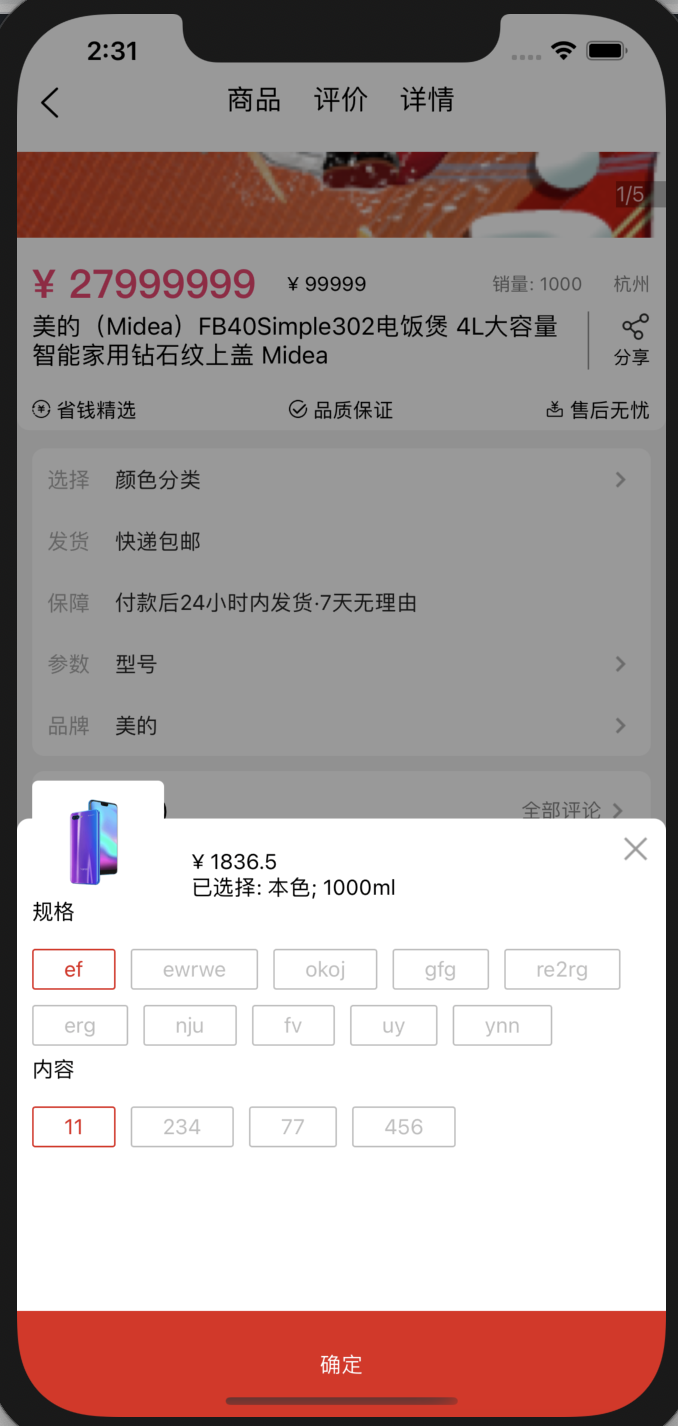 2:31
商品 评价 详情
1/5
¥ 27999999 ¥ 99999 销量: 1000 杭州
美的（Midea）FB40Simple302电饭煲 4L大容量
智能家用钻石纹上盖 Midea
分享
省钱精选 品质保证 售后无忧
选择 颜色分类
发货 快递包邮
保障 付款后24小时内发货·7天无理由
参数 型号
品牌 美的
全部评论
¥ 1836.5
已选择: 本色; 1000ml
规格
ef ewrwe okoj gfg re2rg
erg nju fv uy ynn
内容
11 234 77 456
确定